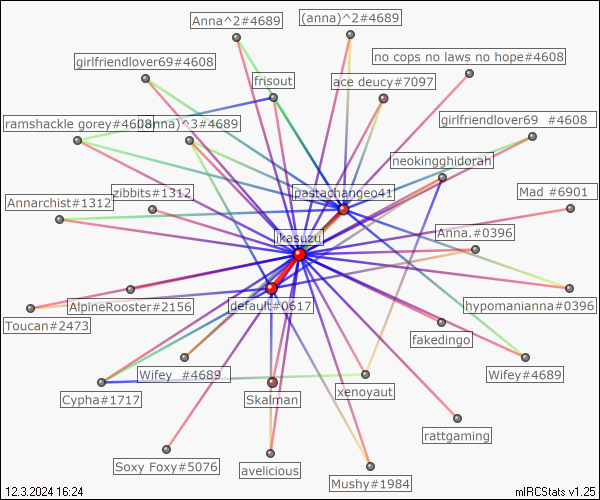 Anna^2#4689
(anna)^2#4689
girlfriendlover69#4608
no cops no laws no hope#4608
frisout
ace deucy#7097
ramshackle gorey#4608
(anna)^3#4689
girlfriendlover69 #4608
neokingghidorah
zibbits#1312
pastachangeo41
Mad #6901
Annarchist#1312
ikasuzu
Anna.#0396
AlpineRooster#2156
default#0617
hypomanianna#0396
Toucan#2473
fakedingo
Wifey #4689
Wifey#4689
Cypha#1717
Skalman
xenoyaut
rattgaming
Soxy Foxy#5076
avelicious
Mushy#1984
12.3.2024 16:24
mIRCStats v1.25